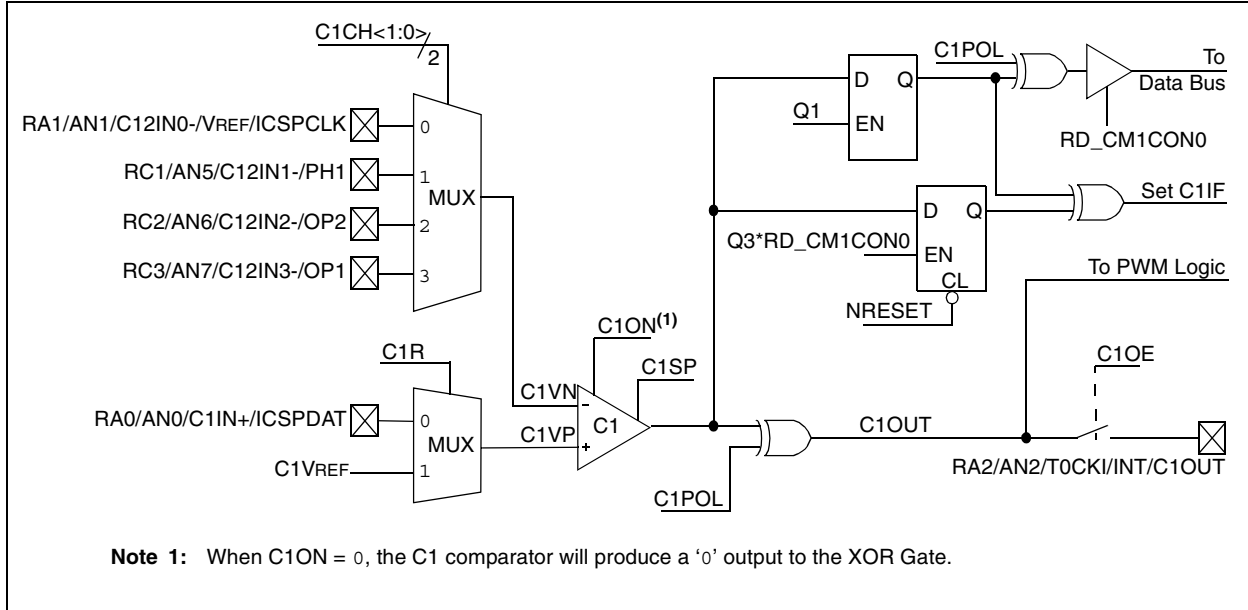 C1CH<1:0>
2
RA1/AN1/C12IN0-/VREF/ICSPCLK
0
RC1/AN5/C12IN1-/PH1
1
MUX
RC2/AN6/C12IN2-/OP2
2
RC3/AN7/C12IN3-/OP1
3
C1R
RA0/AN0/C1IN+/ICSPDAT
0
MUX
C1VREF
1
C1ON(1)
C1SP
C1VN
-
C1
C1VP
+
D Q
Q1
EN
C1POL
To
Data Bus
RD_CM1CON0
D Q
Q3*RD_CM1CON0
EN
CL
NRESET
Set C1IF
To PWM Logic
C1OE
C1OUT
C1POL
RA2/AN2/T0CKI/INT/C1OUT
Note 1: When C1ON = 0, the C1 comparator will produce a ‘0’ output to the XOR Gate.